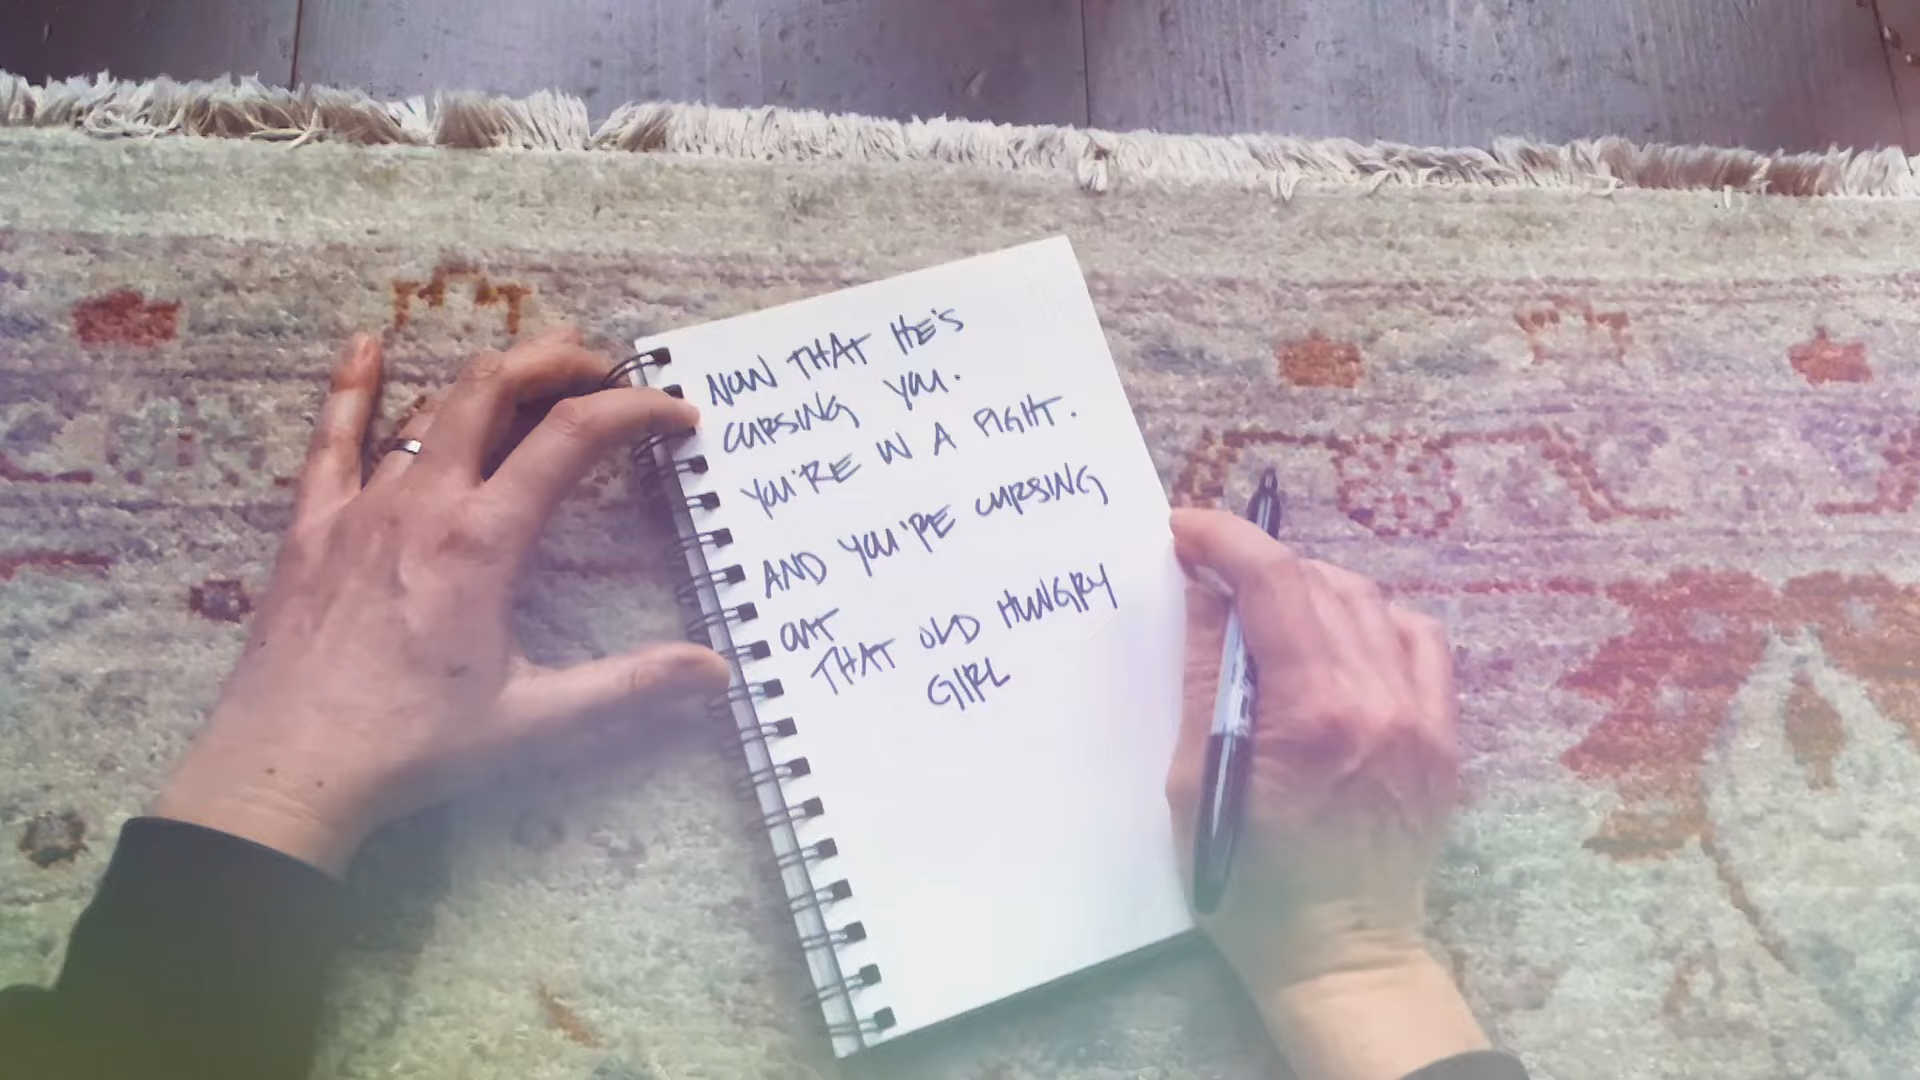 NOW THAT HE'S
CURSING YOU.
YOU'RE IN A FIGHT.
AND YOU'RE CURSING
OUT
THAT OLD HUNGRY
GIRL